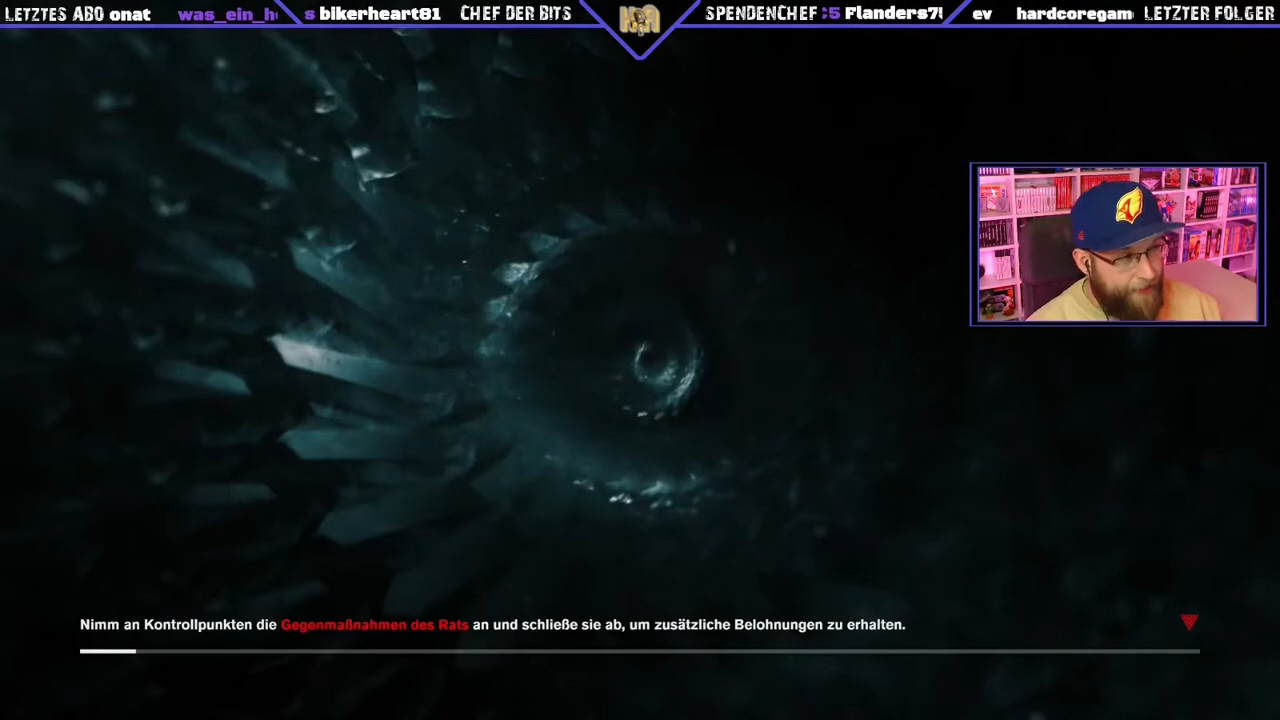 LETZTES ABO onat was_ein_h s bikerheart81 CHEF DER BITS SPENDENCHEF :5 Flanders75 ev hardcoregam LETZTER FOLGER
Nimm an Kontrollpunkten die Gegenmaßnahmen des Rats an und schließe sie ab, um zusätzliche Belohnungen zu erhalten.